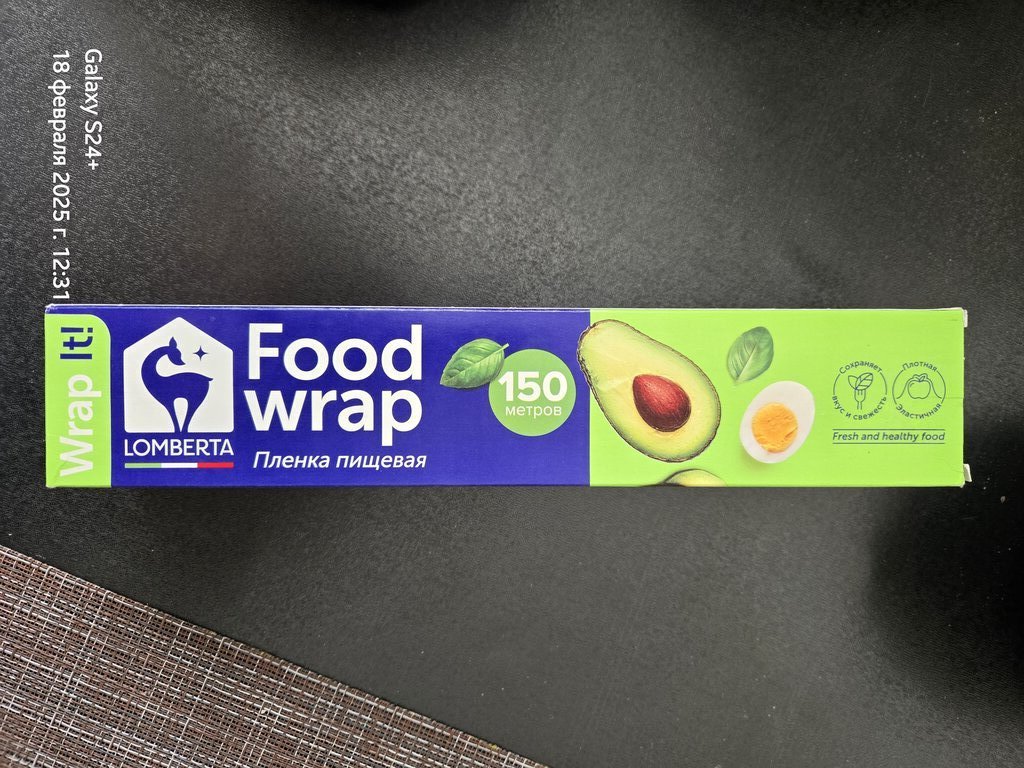 Galaxy S24+
18 февраля 2025 г. 12:31
Wrap It!
LOMBERTA
Food
wrap
Пленка пищевая
150
метров
Сохраняет
вкус и свежесть
Плотная
Эластичная
Fresh and healthy food